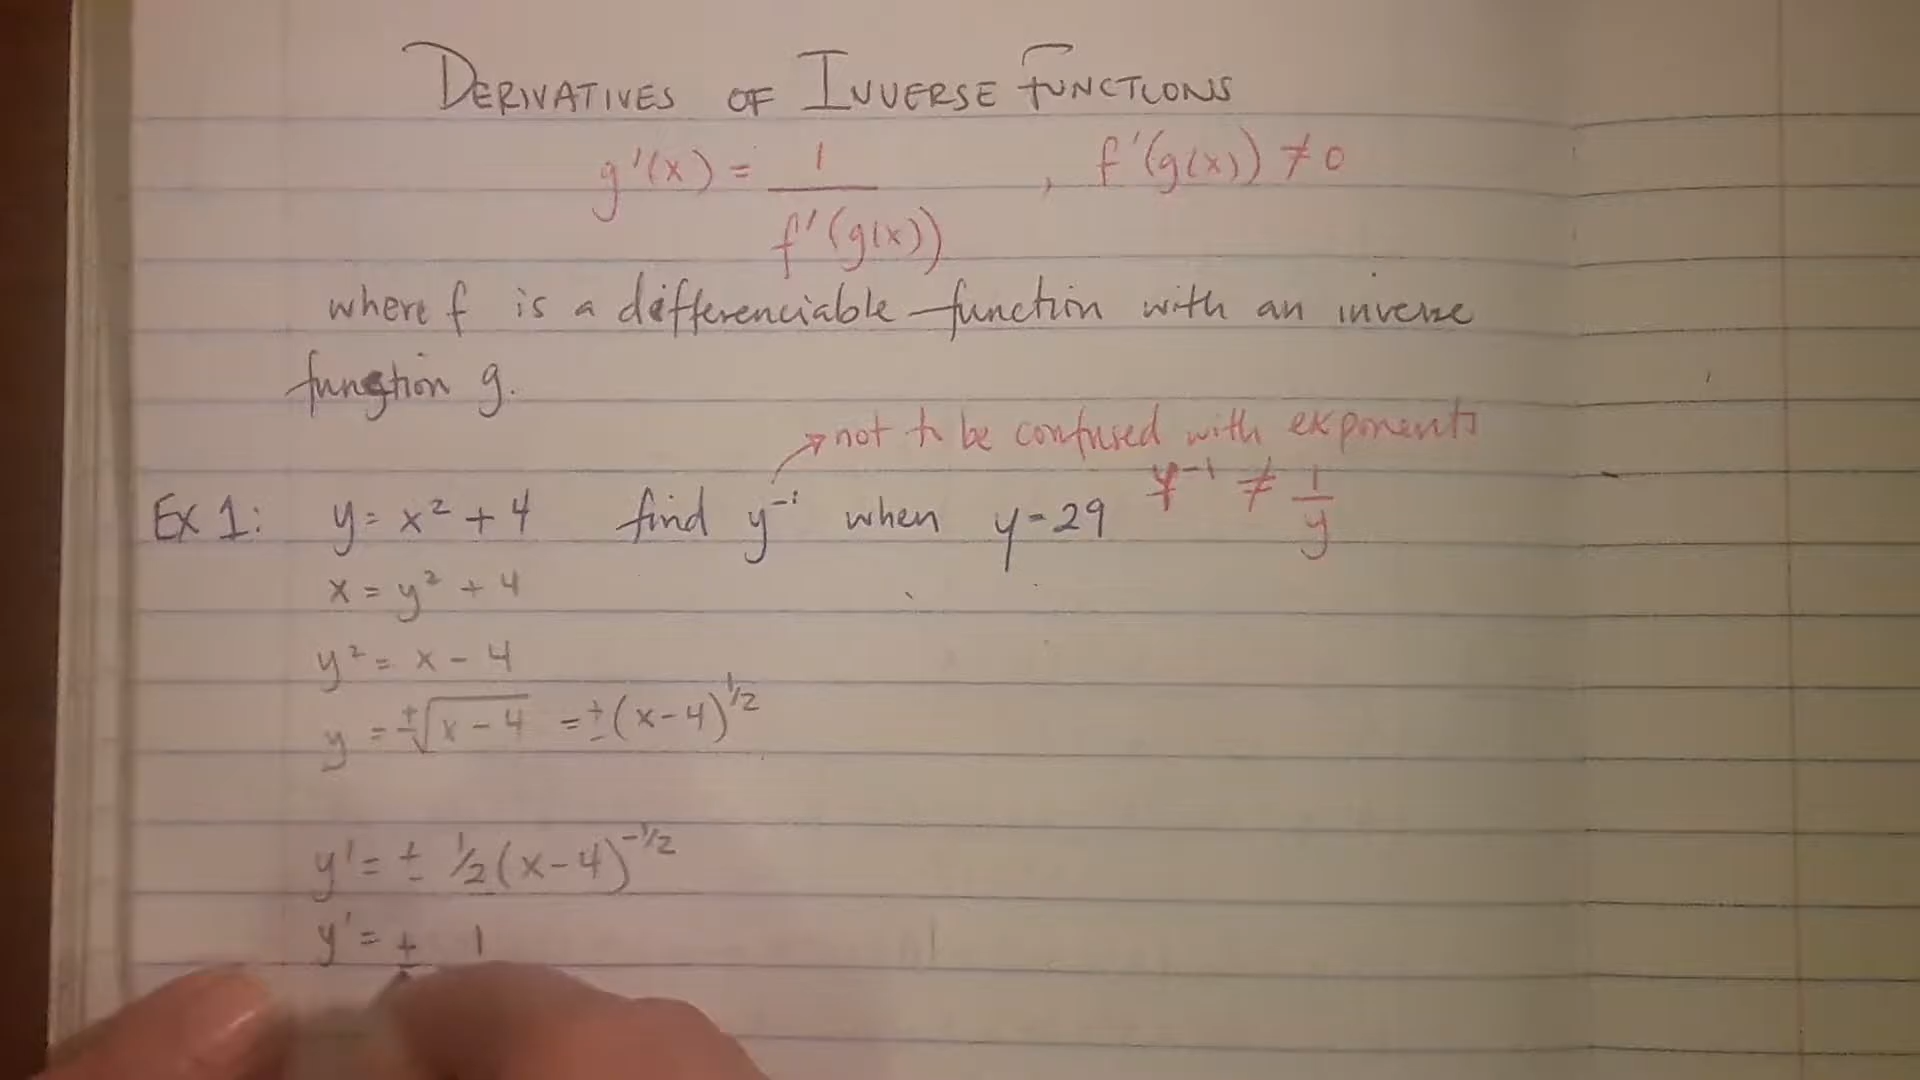 DERIVATIVES OF INVERSE FUNCTIONS
g'(x) = 1 / f'(g(x)) , f'(g(x)) ≠ 0
where f is a differenciable function with an inverse
function g.
not to be confused with exponents
Ex 1: y = x² + 4 find y⁻¹ when y = 29 y⁻¹ ≠ 1/y
x = y² + 4
y² = x - 4
y = ±√(x - 4) = ±(x-4)^1/2
y' = ± 1/2(x-4)^-1/2
y' = ± 1